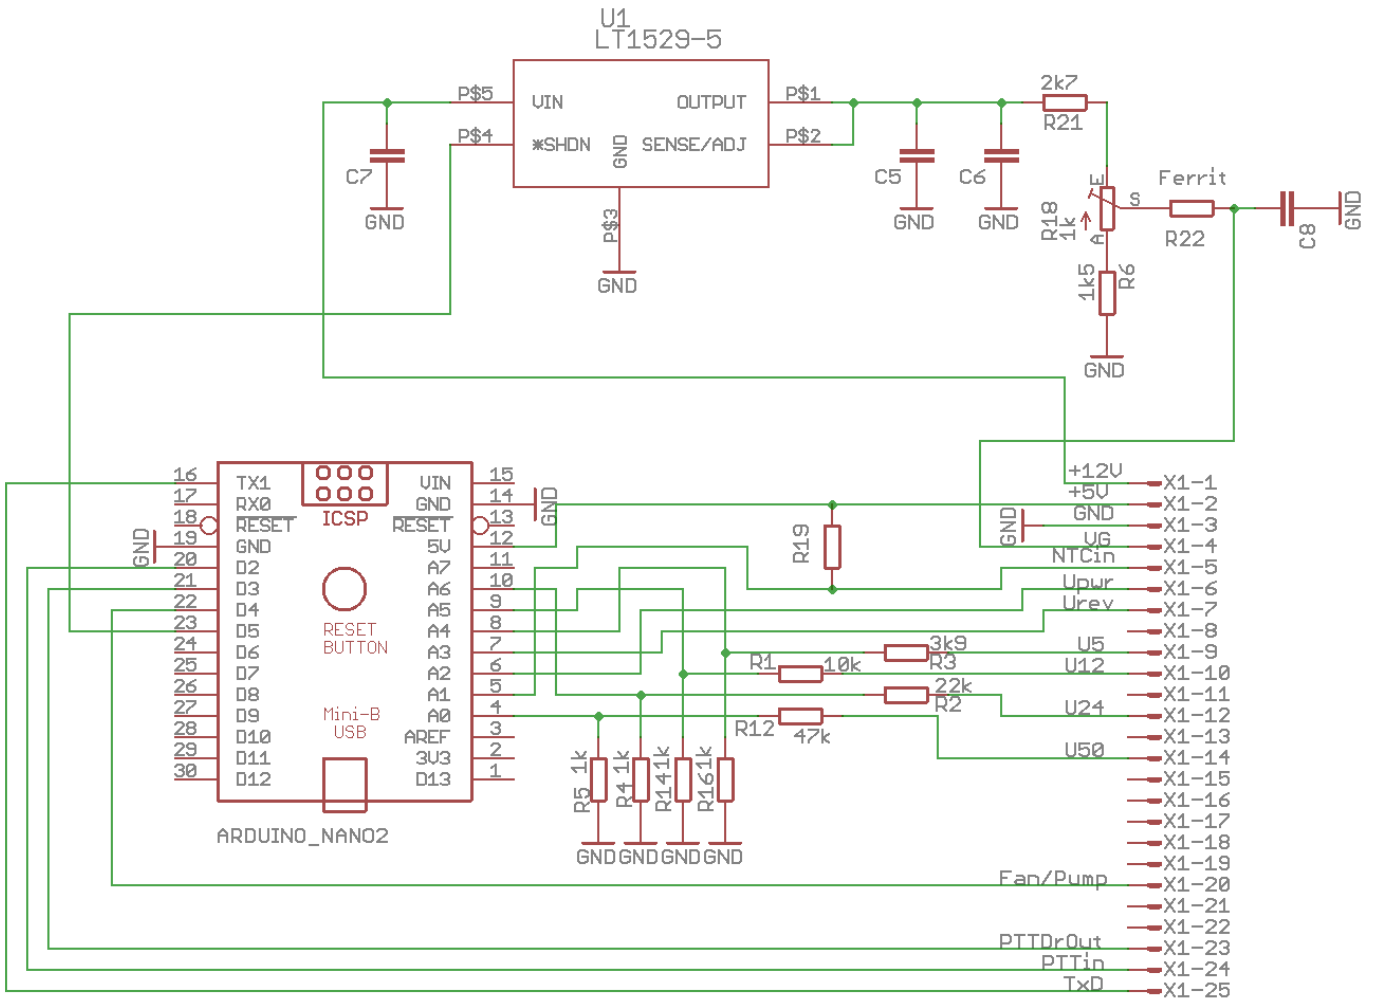 U1
LT1529-5
P$5
VIN
OUTPUT
P$1
2k7
R21
P$4
*SHDN
GND
SENSE/ADJ
P$2
C7
C5
C6
GND
P$3
GND
GND
GND
E
S
A
R18
1k
Ferrit
R22
C8
GND
1k5
R6
GND
16
TX1
VIN
15
17
RX0
GND
14
GND
18
RESET
ICSP
RESET
13
19
GND
GND
5V
12
20
D2
A7
11
21
D3
A6
10
22
D4
A5
9
23
D5
RESET
BUTTON
A4
8
24
D6
A3
7
25
D7
A2
6
26
D8
A1
5
27
D9
Mini-B
USB
A0
4
28
D10
AREF
3
29
D11
3V3
2
30
D12
D13
1
ARDUINO_NANO2
R19
R1
10k
3k9
R3
22k
R2
R12
47k
R5
1k
R4
1k
R14
1k
R16
1k
GND
GND
GND
GND
+12V
X1-1
+5V
X1-2
GND
GND
X1-3
VG
X1-4
NTCin
X1-5
Upwr
X1-6
Urev
X1-7
X1-8
U5
X1-9
U12
X1-10
X1-11
U24
X1-12
X1-13
U50
X1-14
X1-15
X1-16
X1-17
X1-18
X1-19
Fan/Pump
X1-20
X1-21
X1-22
PTTDrOut
X1-23
PTTin
X1-24
TxD
X1-25